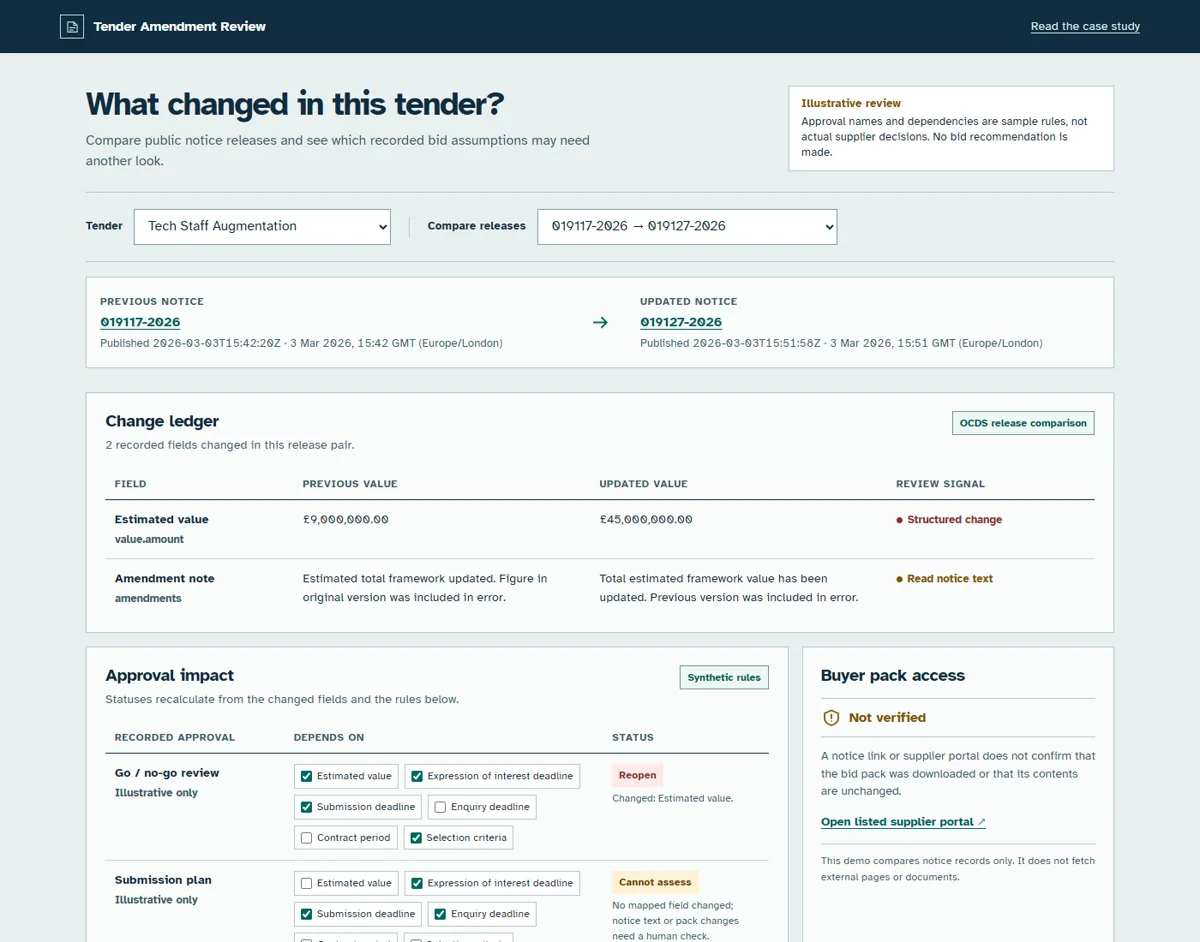 Tender Amendment Review
Read the case study
What changed in this tender?
Compare public notice releases and see which recorded bid assumptions may need
another look.
Illustrative review
Approval names and dependencies are sample rules, not
actual supplier decisions. No bid recommendation is
made.
Tender
Tech Staff Augmentation
Compare releases
019117-2026 → 019127-2026
PREVIOUS NOTICE
019117-2026
Published 2026-03-03T15:42:20Z · 3 Mar 2026, 15:42 GMT (Europe/London)
→
UPDATED NOTICE
019127-2026
Published 2026-03-03T15:51:58Z · 3 Mar 2026, 15:51 GMT (Europe/London)
Change ledger
2 recorded fields changed in this release pair.
OCDS release comparison
FIELD PREVIOUS VALUE UPDATED VALUE REVIEW SIGNAL
Estimated value
value.amount
£9,000,000.00
£45,000,000.00
Structured change
Amendment note
amendments
Estimated total framework updated. Figure in
original version was included in error.
Total estimated framework value has been
updated. Previous version was included in error.
Read notice text
Approval impact
Statuses recalculate from the changed fields and the rules below.
Synthetic rules
RECORDED APPROVAL DEPENDS ON STATUS
Go / no-go review
Illustrative only
Estimated value Expression of interest deadline
Submission deadline Enquiry deadline
Contract period Selection criteria
Reopen
Changed: Estimated value.
Submission plan
Illustrative only
Estimated value Expression of interest deadline
Submission deadline Enquiry deadline
Cannot assess
No mapped field changed;
notice text or pack changes
need a human check.
Buyer pack access
Not verified
A notice link or supplier portal does not confirm that
the bid pack was downloaded or that its contents
are unchanged.
Open listed supplier portal ↗
This demo compares notice records only. It does not fetch
external pages or documents.